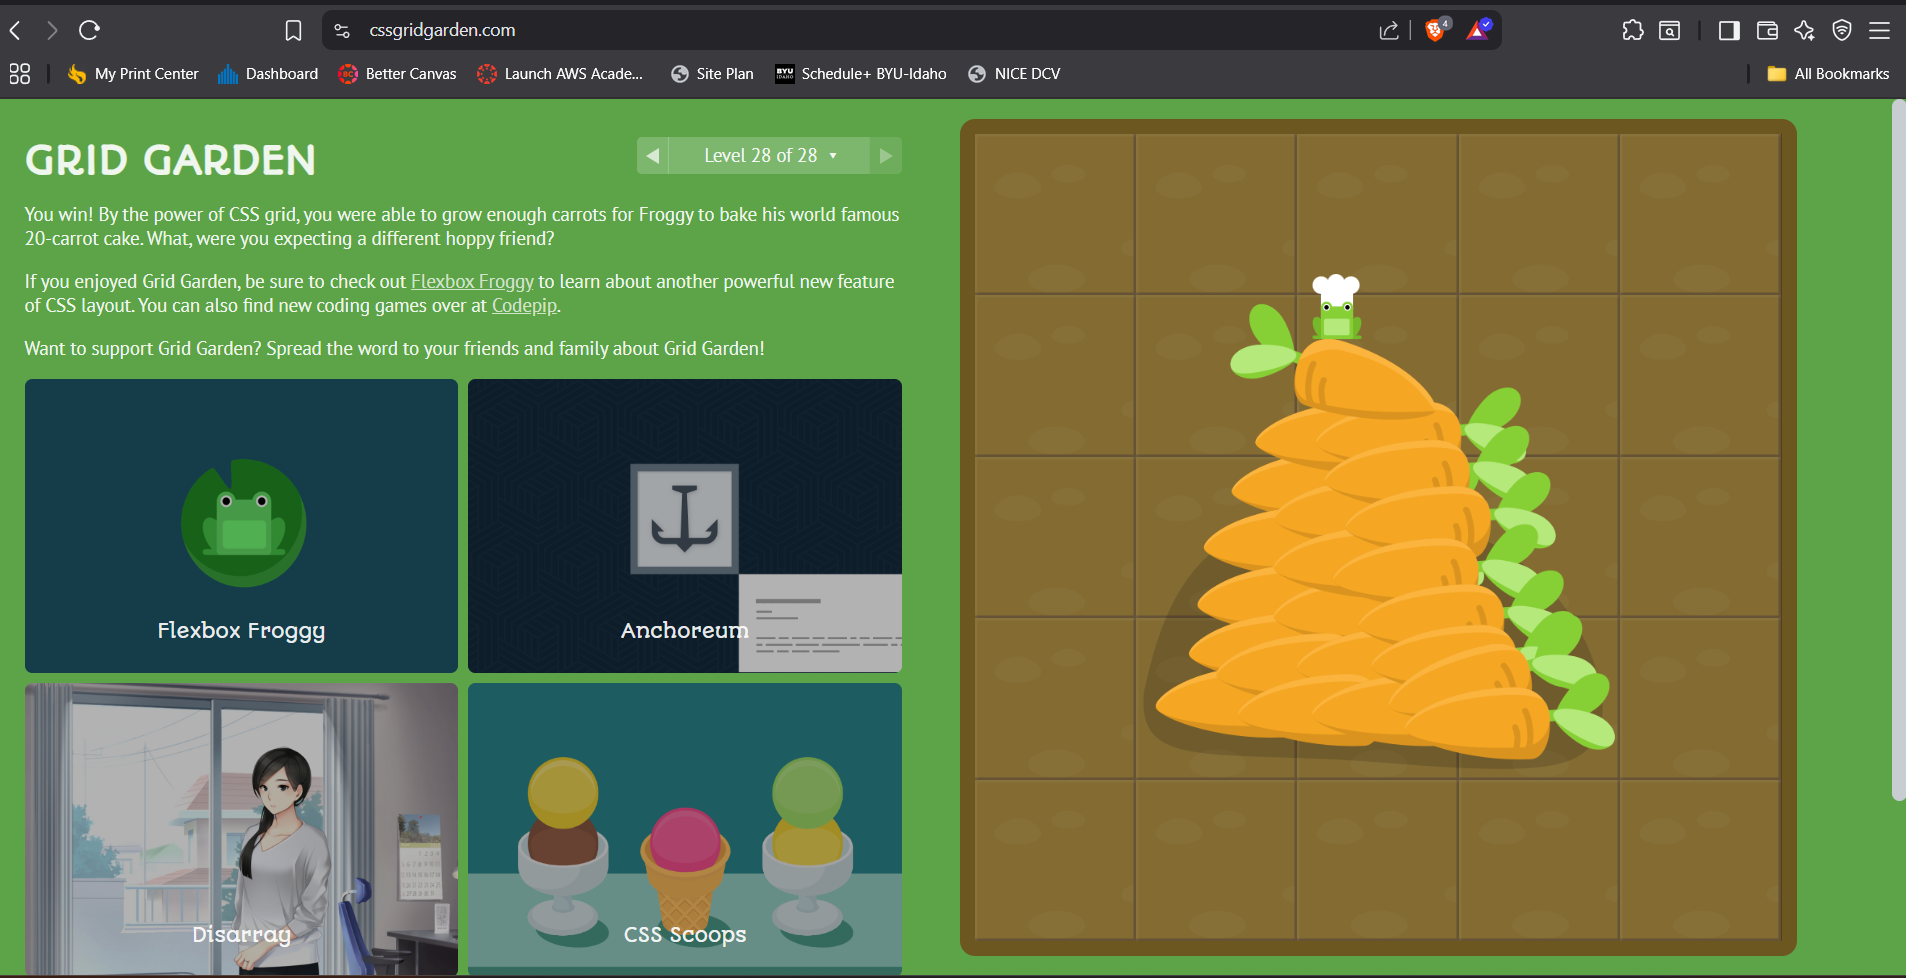 cssgridgarden.com
4
My Print Center
Dashboard
BC
Better Canvas
Launch AWS Acade...
Site Plan
BYU
IDAHO
Schedule+ BYU-Idaho
NICE DCV
All Bookmarks
GRID GARDEN
Level 28 of 28
You win! By the power of CSS grid, you were able to grow enough carrots for Froggy to bake his world famous
20-carrot cake. What, were you expecting a different hoppy friend?
If you enjoyed Grid Garden, be sure to check out Flexbox Froggy to learn about another powerful new feature
of CSS layout. You can also find new coding games over at Codepip.
Want to support Grid Garden? Spread the word to your friends and family about Grid Garden!
Flexbox Froggy
Anchoreum
Disarray
CSS Scoops